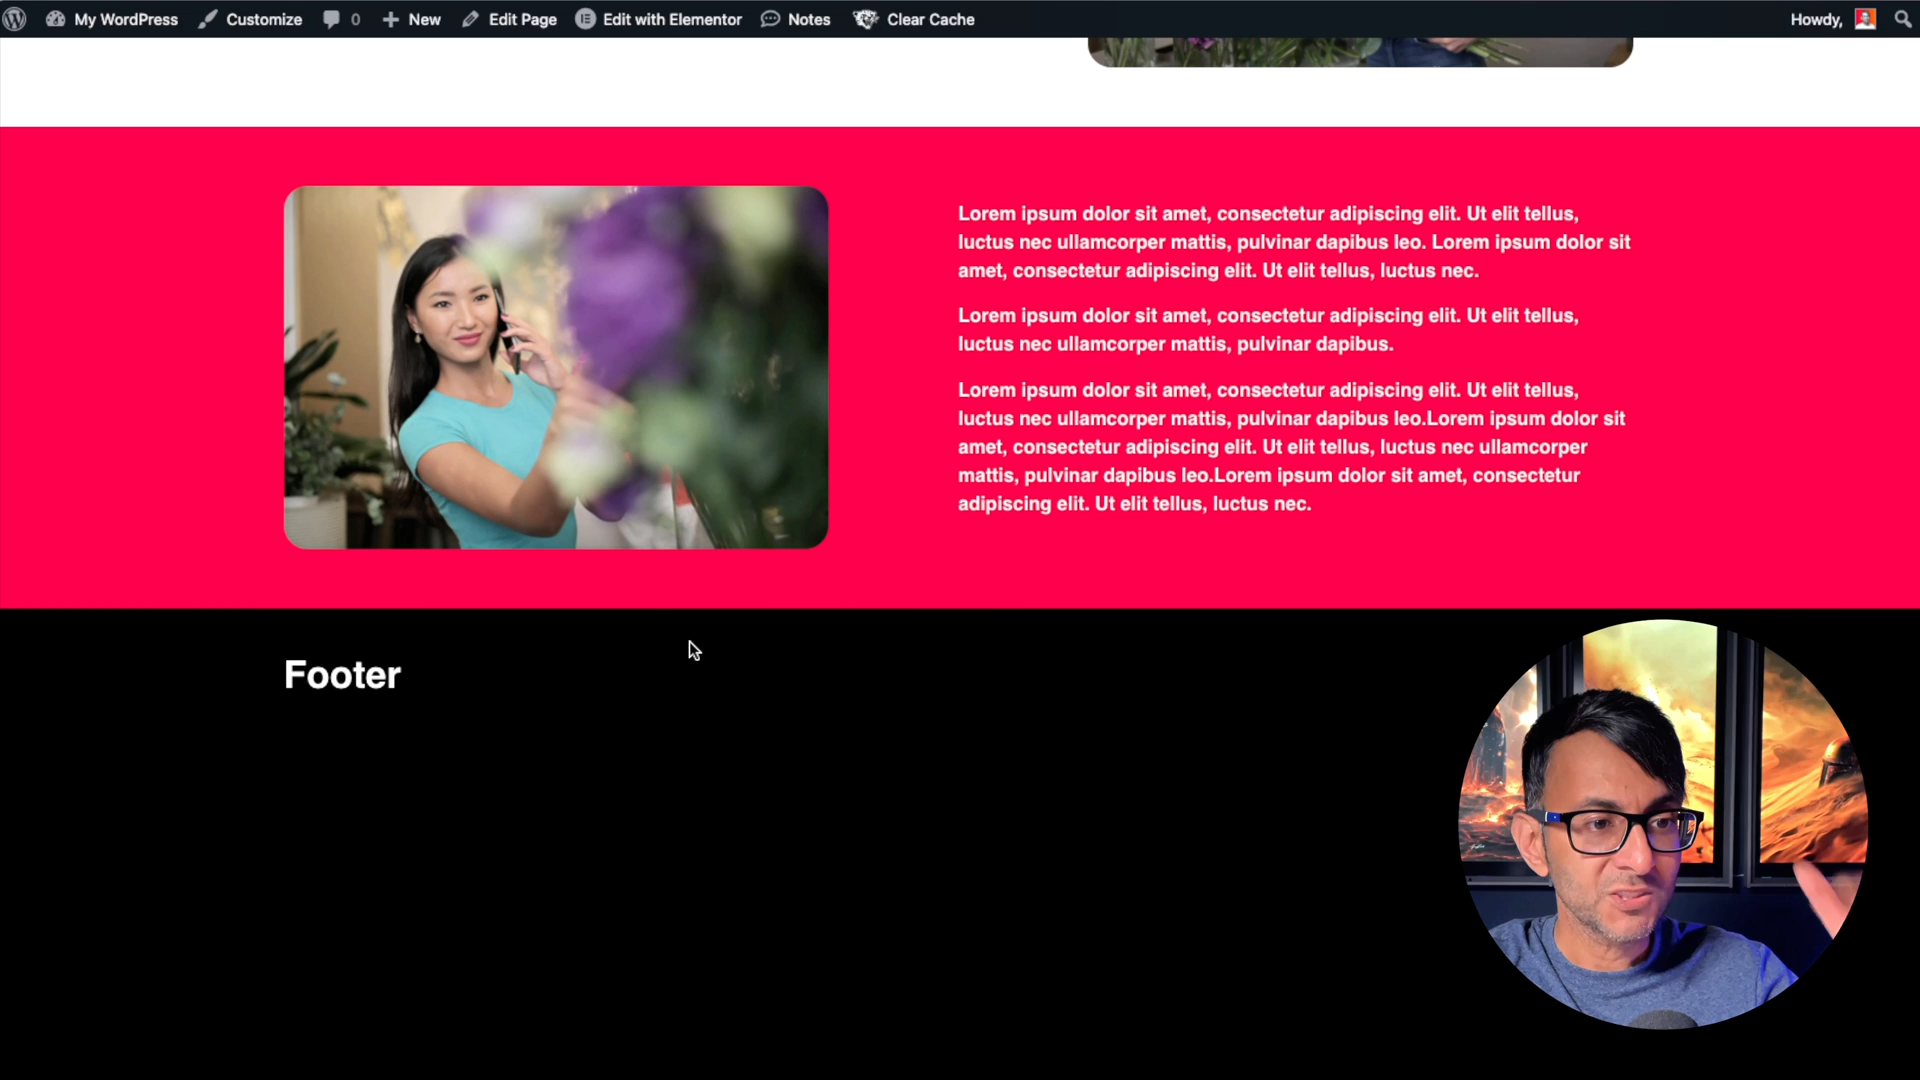 My WordPress Customize 0 New Edit Page Edit with Elementor Notes Clear Cache Howdy,
Lorem ipsum dolor sit amet, consectetur adipiscing elit. Ut elit tellus,
luctus nec ullamcorper mattis, pulvinar dapibus leo. Lorem ipsum dolor sit
amet, consectetur adipiscing elit. Ut elit tellus, luctus nec.
Lorem ipsum dolor sit amet, consectetur adipiscing elit. Ut elit tellus,
luctus nec ullamcorper mattis, pulvinar dapibus.
Lorem ipsum dolor sit amet, consectetur adipiscing elit. Ut elit tellus,
luctus nec ullamcorper mattis, pulvinar dapibus leo.Lorem ipsum dolor sit
amet, consectetur adipiscing elit. Ut elit tellus, luctus nec ullamcorper
mattis, pulvinar dapibus leo.Lorem ipsum dolor sit amet, consectetur
adipiscing elit. Ut elit tellus, luctus nec.
Footer